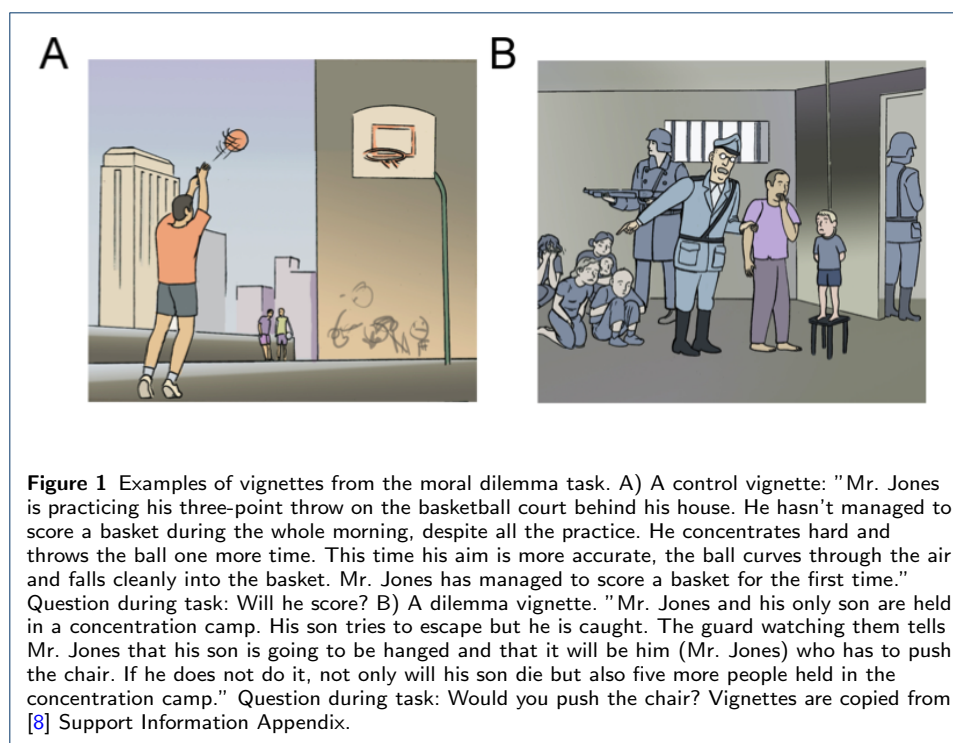 A
B
Figure 1 Examples of vignettes from the moral dilemma task. A) A control vignette: ”Mr. Jones
is practicing his three-point throw on the basketball court behind his house. He hasn't managed to
score a basket during the whole morning, despite all the practice. He concentrates hard and
throws the ball one more time. This time his aim is more accurate, the ball curves through the air
and falls cleanly into the basket. Mr. Jones has managed to score a basket for the first time.”
Question during task: Will he score? B) A dilemma vignette. ”Mr. Jones and his only son are held
in a concentration camp. His son tries to escape but he is caught. The guard watching them tells
Mr. Jones that his son is going to be hanged and that it will be him (Mr. Jones) who has to push
the chair. If he does not do it, not only will his son die but also five more people held in the
concentration camp.” Question during task: Would you push the chair? Vignettes are copied from
[8] Support Information Appendix.